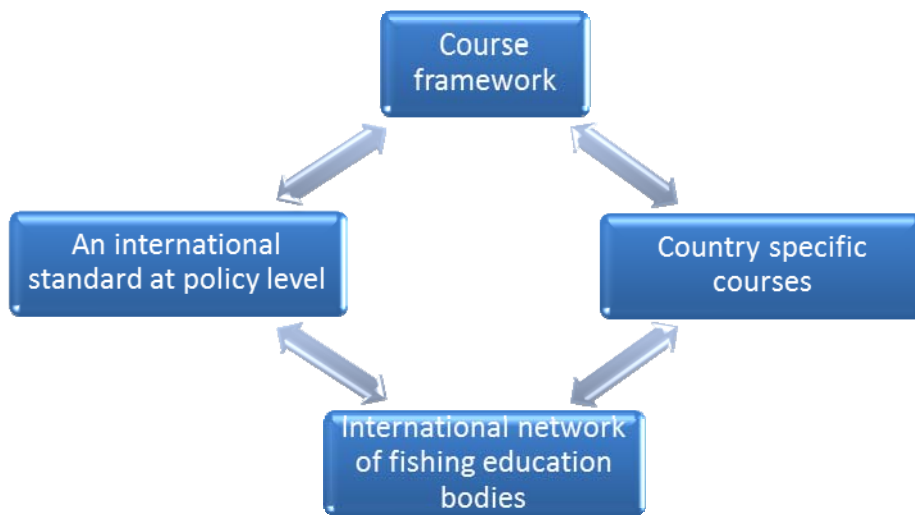 Course
framework
An international
standard at policy level
Country specific
courses
International network
of fishing education
bodies